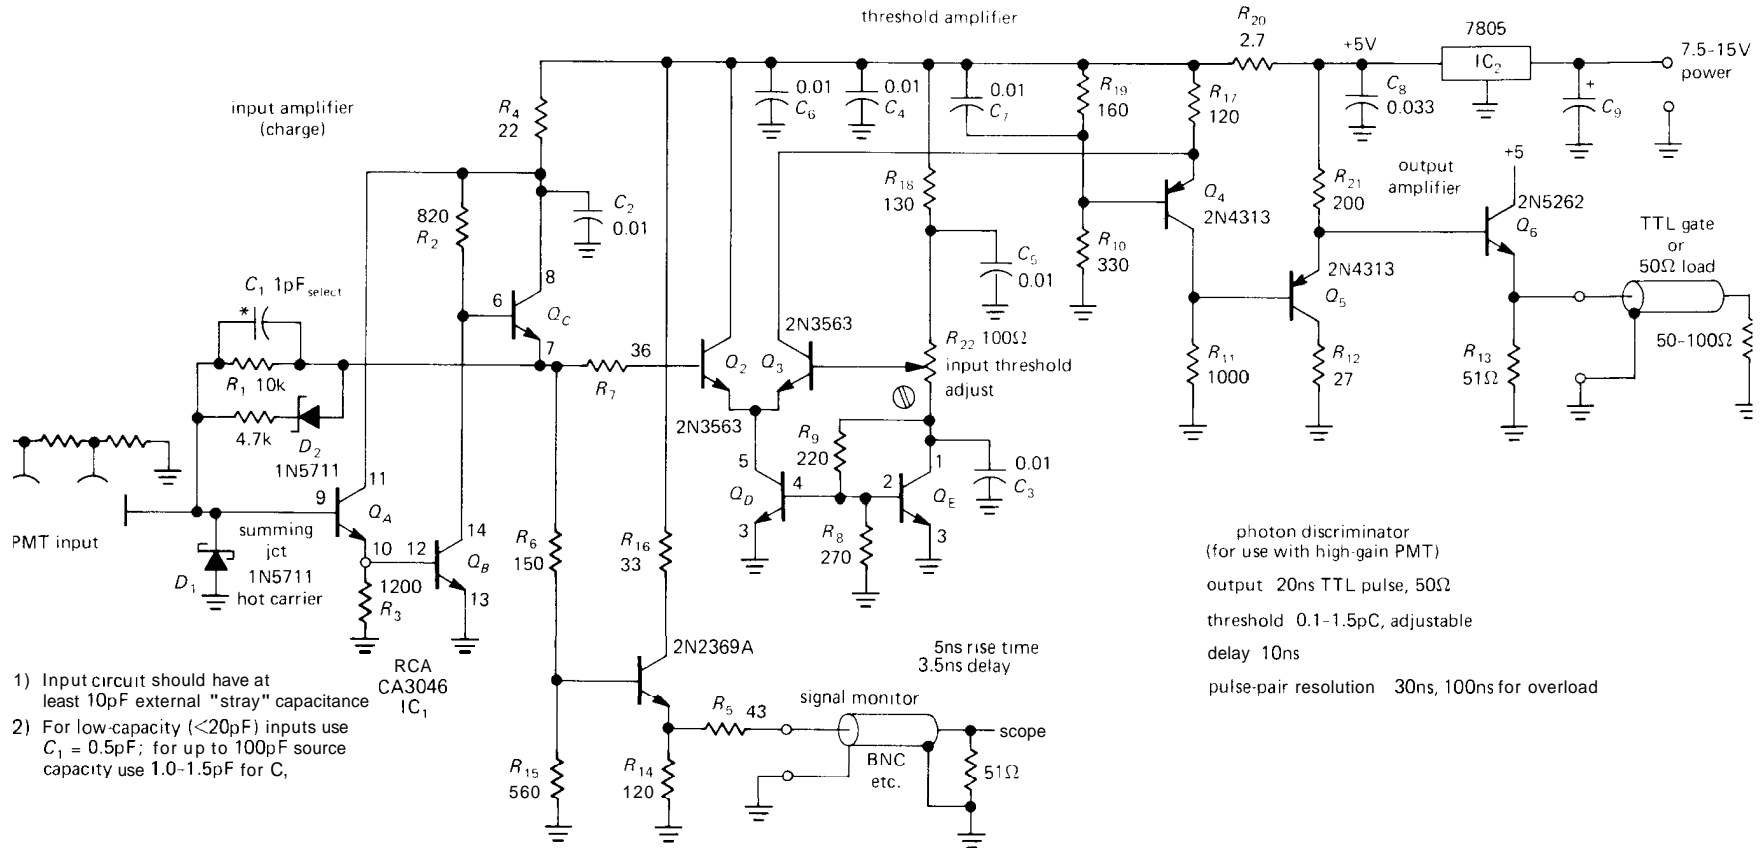 threshold amplifier
R20
2.7
+5V
7805
IC2
7.5-15V
power
input amplifier
(charge)
R4
22
0.01
C6
0.01
C4
0.01
C7
R19
160
R17
120
C8
0.033
C9
output
amplifier
+5
820
R2
C2
0.01
R18
130
Q4
2N4313
R21
200
2N5262
Q6
TTL gate
or
50Ω load
C1 1pFselect
*
8
6
QC
7
C5
0.01
R10
330
2N4313
Q5
R1 10k
36
R7
2N3563
Q2
Q3
R22 100Ω
input threshold
adjust
R11
1000
R12
27
R13
51Ω
50-100Ω
4.7k
D2
1N5711
2N3563
R9
220
11
9
QA
5
QD
4
3
2
1
QE
3
0.01
C3
PMT input
summing
jct
1N5711
hot carrier
D1
10
12
14
QB
13
1200
R3
R6
150
R16
33
R8
270
photon discriminator
(for use with high-gain PMT)
output 20ns TTL pulse, 50Ω
threshold 0.1-1.5pC, adjustable
delay 10ns
pulse-pair resolution 30ns, 100ns for overload
RCA
CA3046
IC1
2N2369A
5ns rise time
3.5ns delay
1) Input circuit should have at
least 10pF external "stray" capacitance
2) For low-capacity (<20pF) inputs use
C1 = 0.5pF; for up to 100pF source
capacity use 1.0-1.5pF for C,
R5 43
signal monitor
scope
BNC
etc.
51Ω
R15
560
R14
120